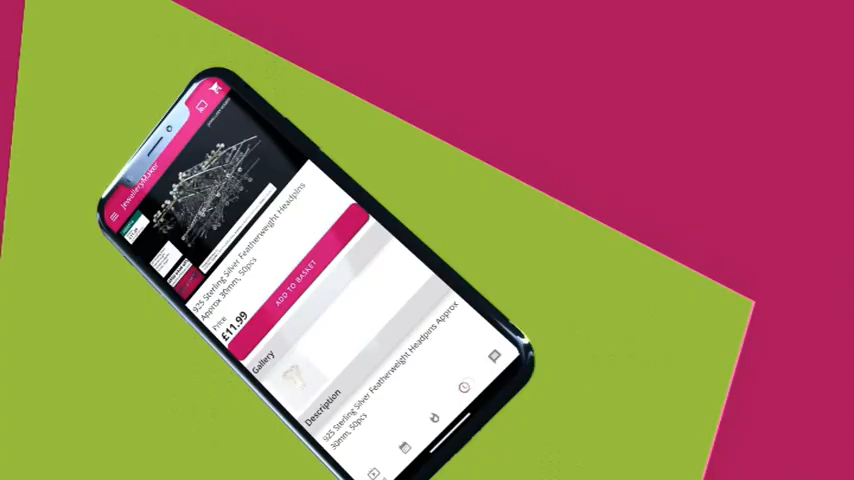 JewelleryMaker
925 Sterling Silver Featherweight Headpins
Approx 30mm, 50pcs
Price
£11.99
ADD TO BASKET
Gallery
Description
925 Sterling Silver Featherweight Headpins Approx
30mm, 50pcs